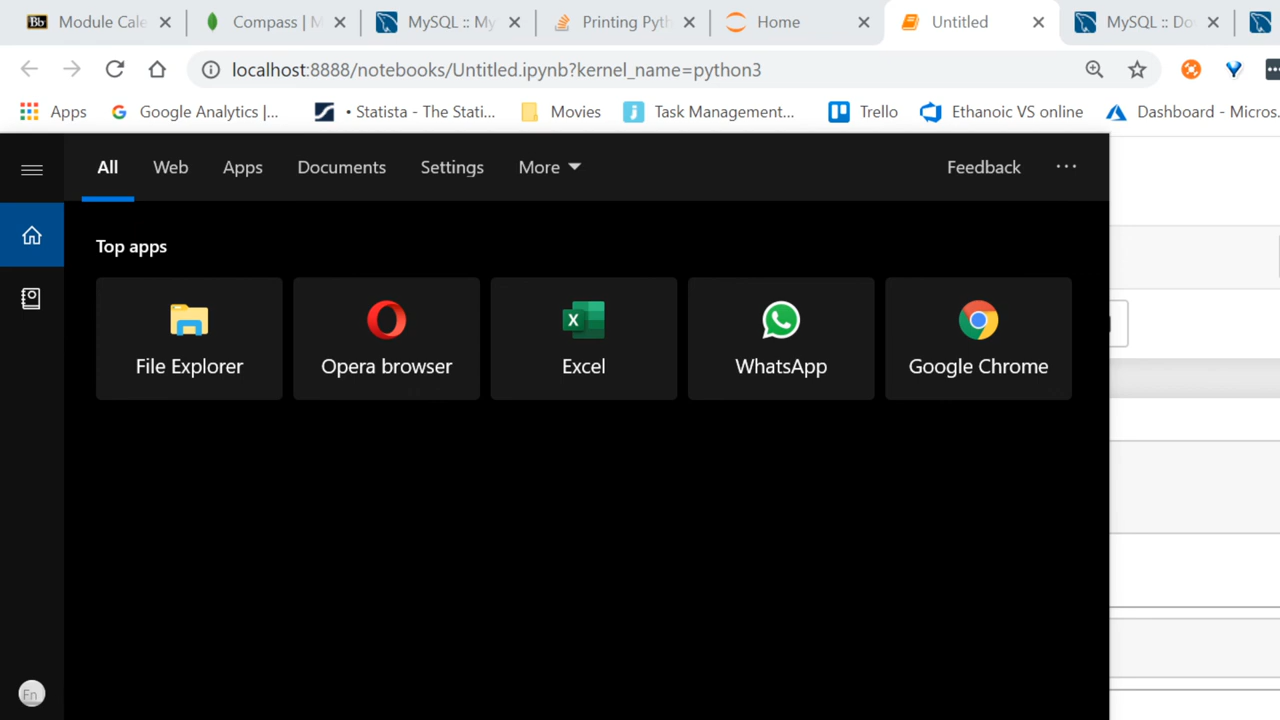 Bb Module Cale
Compass | M
MySQL :: My
Printing Pyth
Home
Untitled
MySQL :: Do
localhost:8888/notebooks/Untitled.ipynb?kernel_name=python3
Apps
Google Analytics |...
• Statista - The Stati...
Movies
Task Management...
Trello
Ethanoic VS online
Dashboard - Micros.
All
Web
Apps
Documents
Settings
More
Feedback
Top apps
File Explorer
Opera browser
Excel
WhatsApp
Google Chrome
Fn